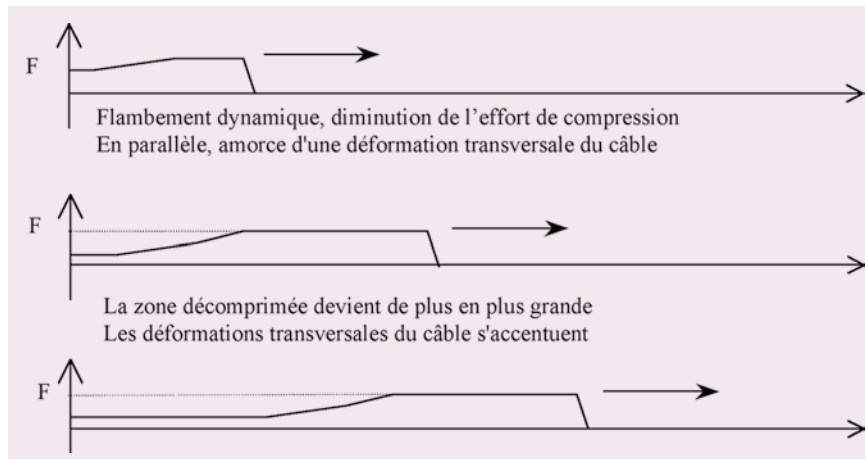 F
Flambement dynamique, diminution de l'effort de compression
En parallèle, amorce d'une déformation transversale du câble
F
La zone décomprimée devient de plus en plus grande
Les déformations transversales du câble s'accentuent
F